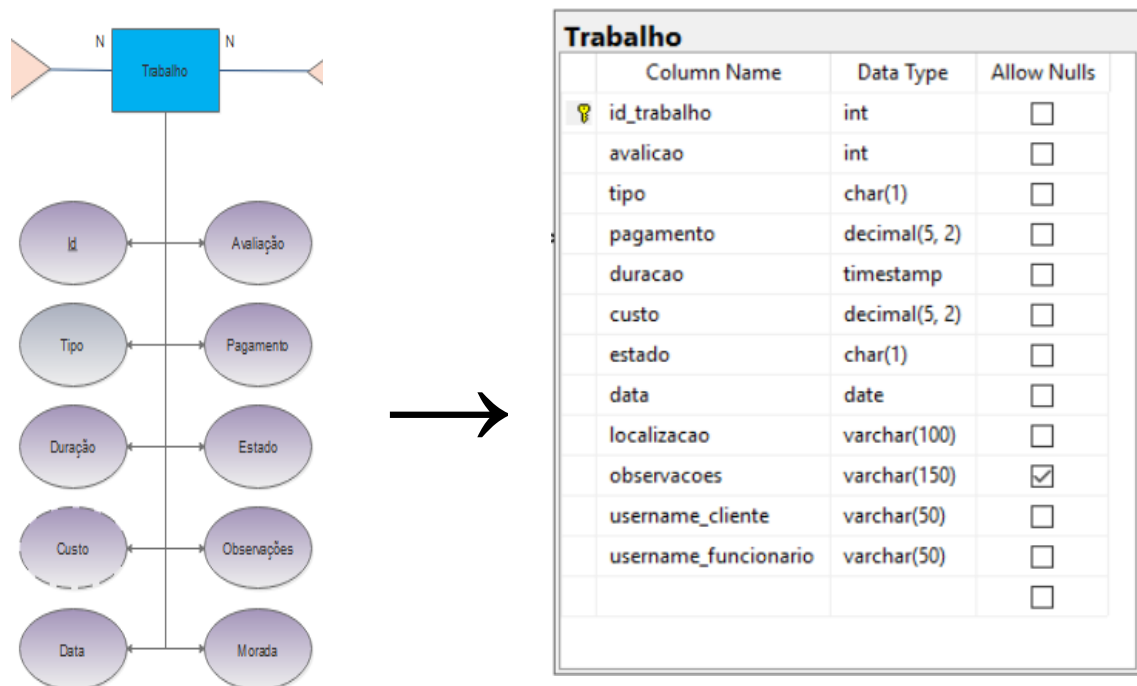 N
N
Trabalho
Id
Avaliação
Tipo
Pagamento
Duração
Estado
Custo
Observações
Data
Morada
Trabalho
Column Name Data Type Allow Nulls
id_trabalho int
avalicao int
tipo char(1)
pagamento decimal(5, 2)
duracao timestamp
custo decimal(5, 2)
estado char(1)
data date
localizacao varchar(100)
observacoes varchar(150)
username_cliente varchar(50)
username_funcionario varchar(50)